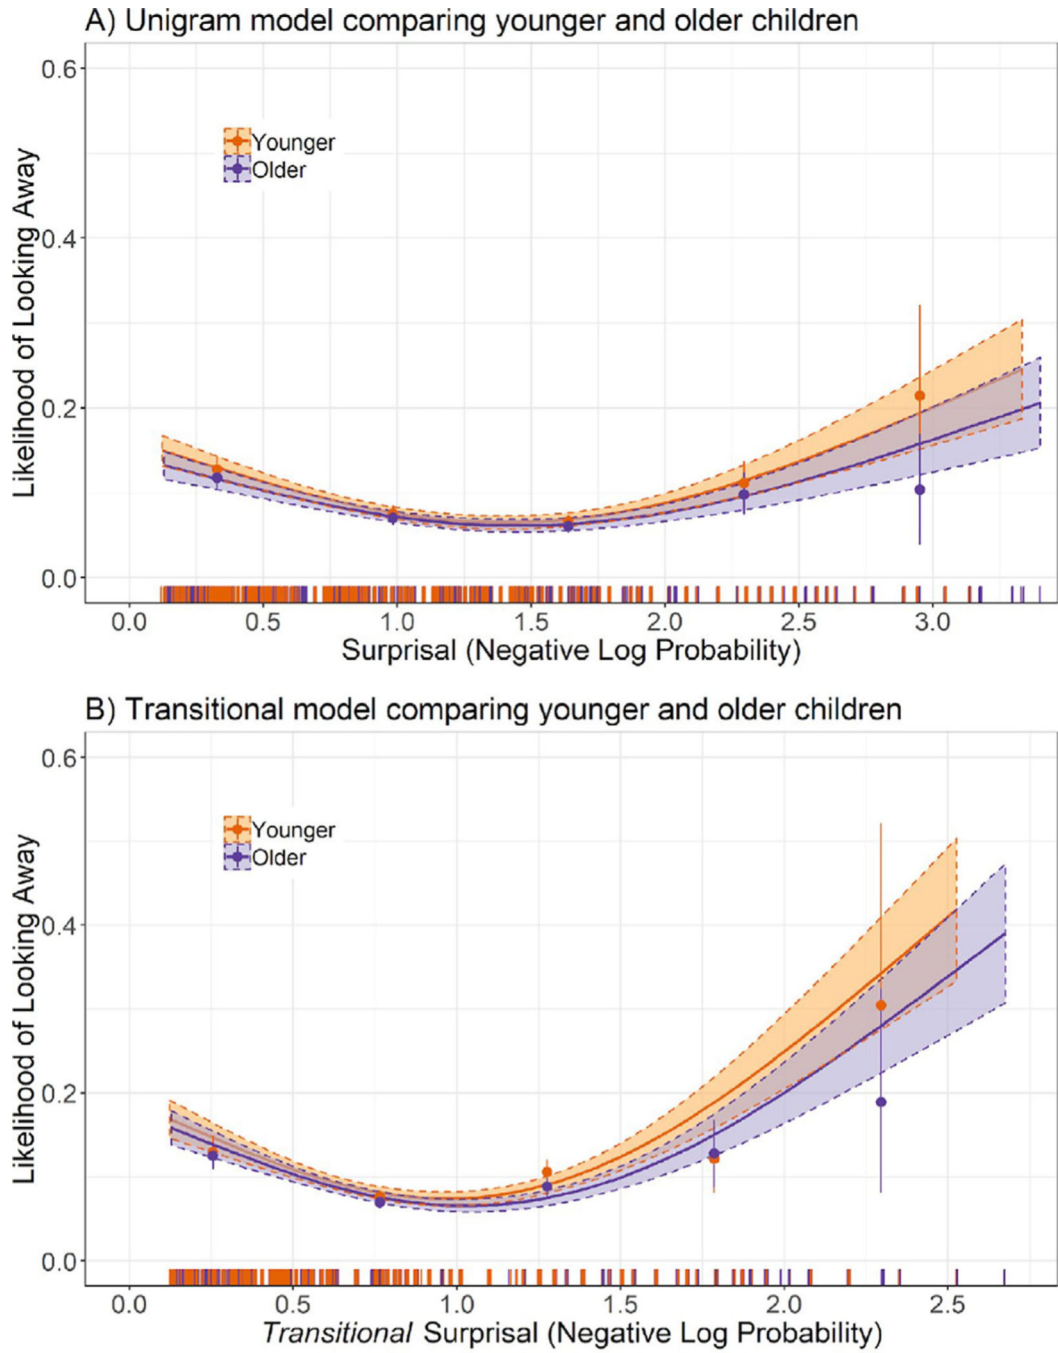 A) Unigram model comparing younger and older children
0.6
Younger
Older
0.4
Likelihood of Looking Away
0.2
0.0
0.0 0.5 1.0 1.5 2.0 2.5 3.0
Surprisal (Negative Log Probability)
B) Transitional model comparing younger and older children
0.6
Younger
Older
0.4
Likelihood of Looking Away
0.2
0.0
0.0 0.5 1.0 1.5 2.0 2.5
Transitional Surprisal (Negative Log Probability)